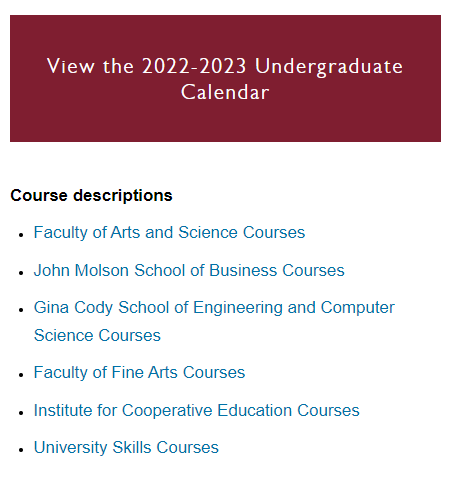 View the 2022-2023 Undergraduate
Calendar
Course descriptions
Faculty of Arts and Science Courses
John Molson School of Business Courses
Gina Cody School of Engineering and Computer
Science Courses
Faculty of Fine Arts Courses
Institute for Cooperative Education Courses
University Skills Courses